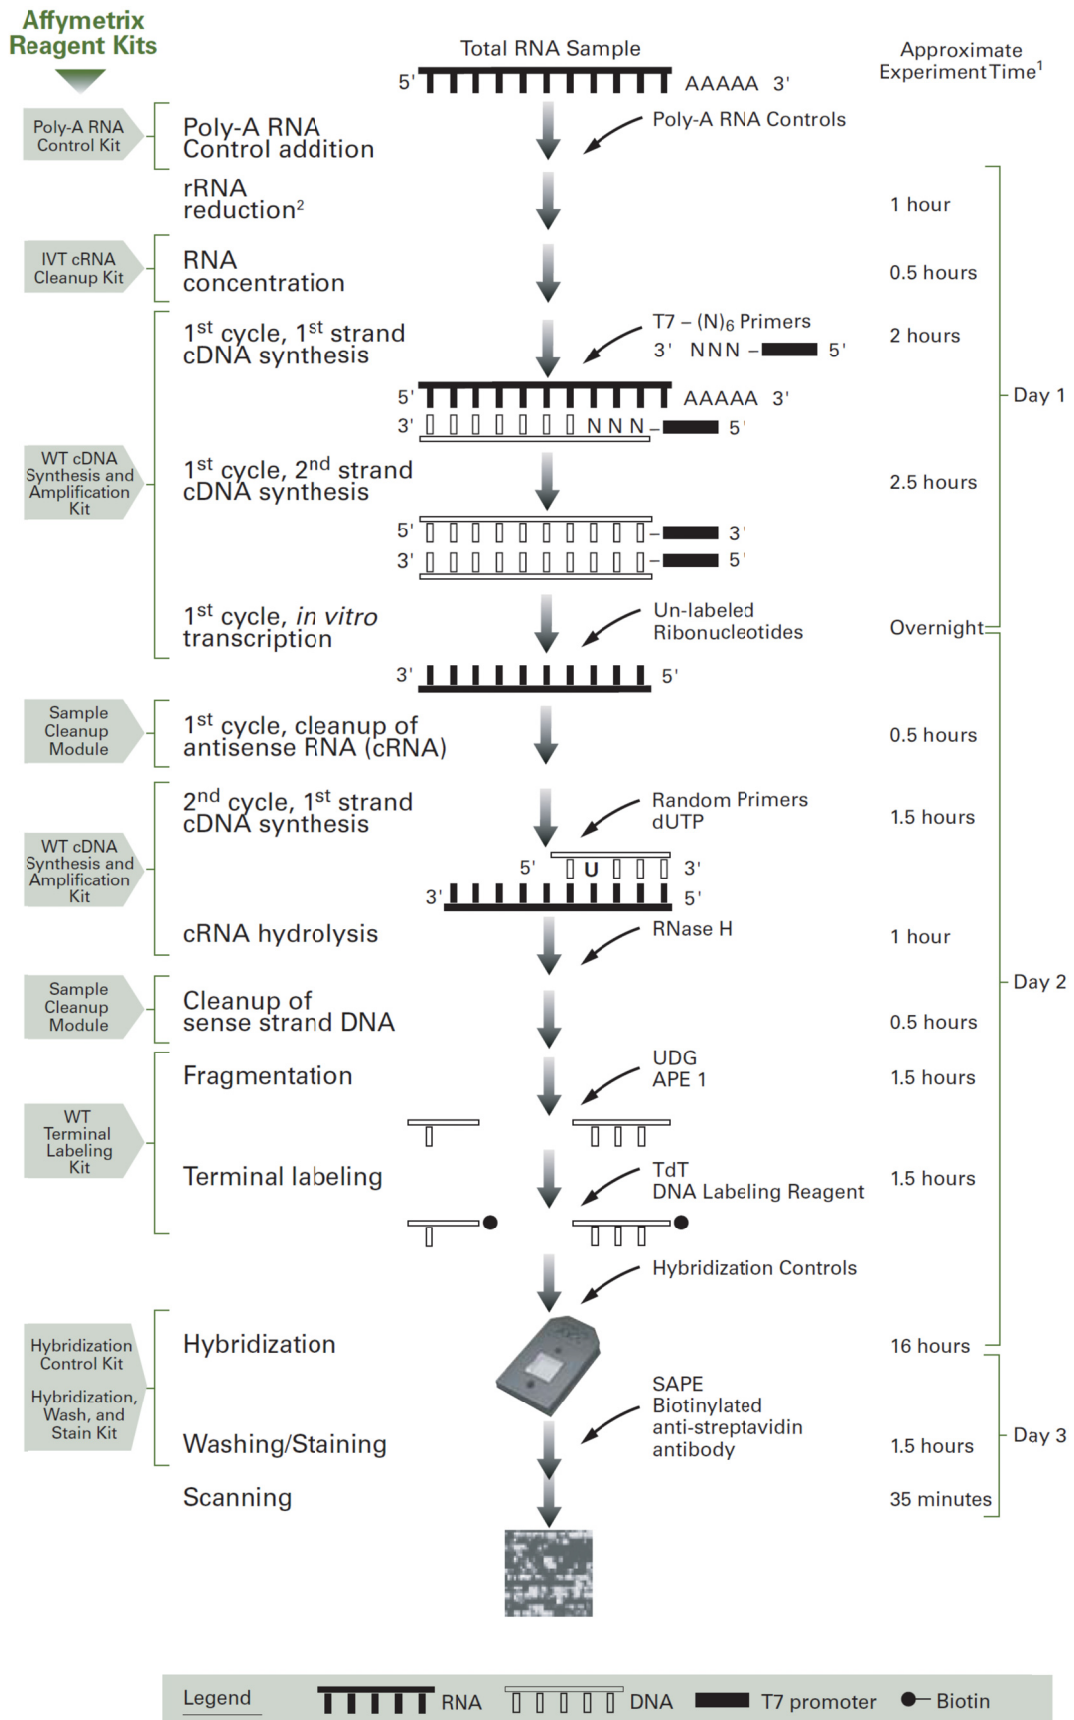 Affymetrix
Reagent Kits
Total RNA Sample
Approximate
Experiment Time1
5' AAAAA 3'
Poly-A RNA
Control Kit
Poly-A RNA
Control addition
Poly-A RNA Controls
rRNA
reduction2
1 hour
IVT cRNA
Cleanup Kit
RNA
concentration
0.5 hours
1st cycle, 1st strand
cDNA synthesis
T7 – (N)6 Primers
3' NNN – 5'
2 hours
Day 1
5' AAAAA 3'
3' NNN – 5'
WT cDNA
Synthesis and
Amplification
Kit
1st cycle, 2nd strand
cDNA synthesis
2.5 hours
5' – 3'
3' – 5'
1st cycle, in vitro
transcription
Un-labeled
Ribonucleotides
Overnight
3' 5'
Sample
Cleanup
Module
1st cycle, cleanup of
antisense RNA (cRNA)
0.5 hours
2nd cycle, 1st strand
cDNA synthesis
Random Primers
dUTP
1.5 hours
WT cDNA
Synthesis and
Amplification
Kit
5' U 3'
3' 5'
cRNA hydrolysis
RNase H
1 hour
Day 2
Sample
Cleanup
Module
Cleanup of
sense strand DNA
0.5 hours
Fragmentation
UDG
APE 1
1.5 hours
WT
Terminal
Labeling
Kit
Terminal labeling
TdT
DNA Labeling Reagent
1.5 hours
Hybridization Controls
Hybridization
Control Kit
Hybridization,
Wash, and
Stain Kit
Hybridization
16 hours
SAPE
Biotinylated
anti-streptavidin
antibody
Washing/Staining
1.5 hours
Day 3
Scanning
35 minutes
Legend RNA DNA T7 promoter Biotin